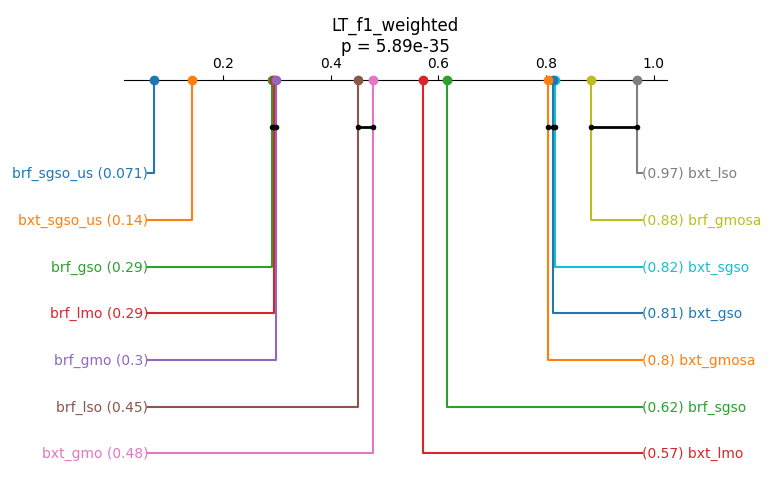 LT_f1_weighted
p = 5.89e-35
0.2 0.4 0.6 0.8 1.0
brf_sgso_us (0.071) (0.97) bxt_lso
bxt_sgso_us (0.14) (0.88) brf_gmosa
brf_gso (0.29) (0.82) bxt_sgso
brf_lmo (0.29) (0.81) bxt_gso
brf_gmo (0.3) (0.8) bxt_gmosa
brf_lso (0.45) (0.62) brf_sgso
bxt_gmo (0.48) (0.57) bxt_lmo